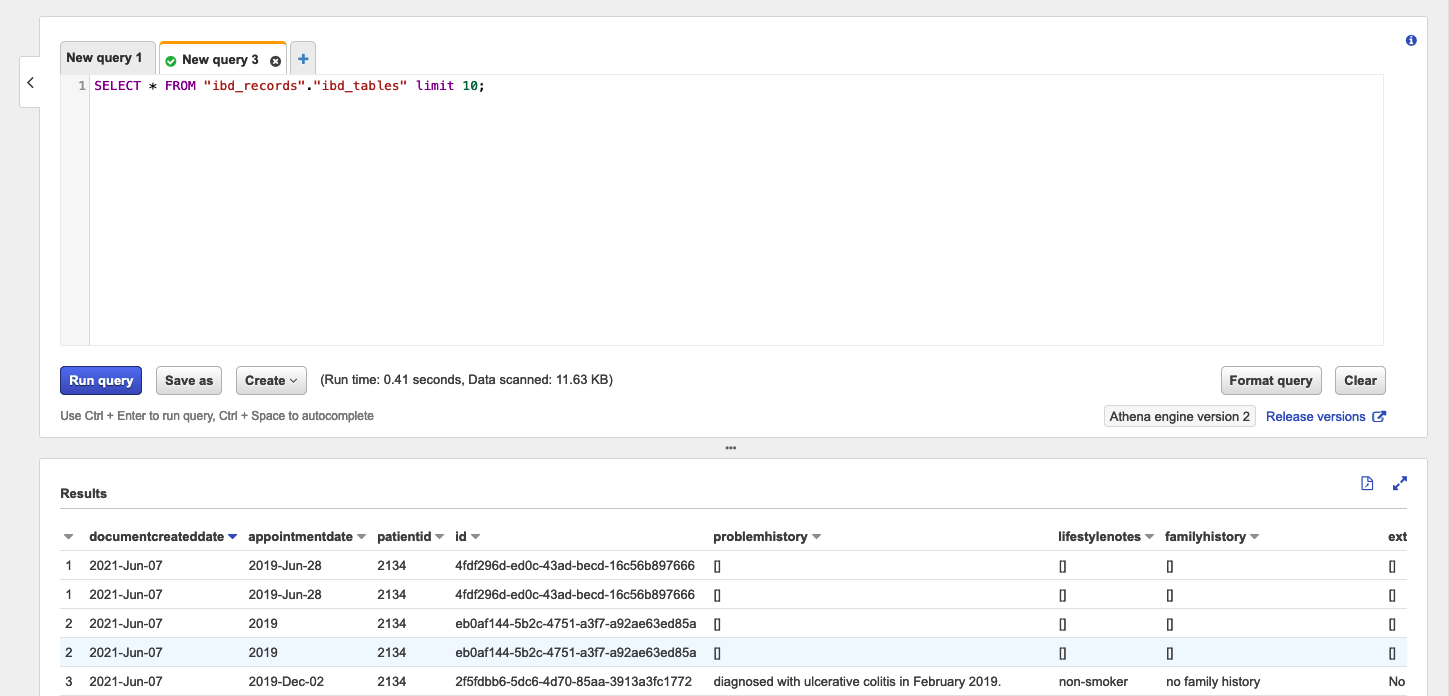 New query 1 New query 3 +
1 SELECT * FROM "ibd_records"."ibd_tables" limit 10;
Run query Save as Create (Run time: 0.41 seconds, Data scanned: 11.63 KB) Format query Clear
Use Ctrl + Enter to run query, Ctrl + Space to autocomplete Athena engine version 2 Release versions
Results
documentcreateddate appointmentdate patientid id problemhistory lifestylenotes familyhistory ext
1 2021-Jun-07 2019-Jun-28 2134 4fdf296d-ed0c-43ad-becd-16c56b897666 [] [] [] []
1 2021-Jun-07 2019-Jun-28 2134 4fdf296d-ed0c-43ad-becd-16c56b897666 [] [] [] []
2 2021-Jun-07 2019 2134 eb0af144-5b2c-4751-a3f7-a92ae63ed85a [] [] [] []
2 2021-Jun-07 2019 2134 eb0af144-5b2c-4751-a3f7-a92ae63ed85a [] [] [] []
3 2021-Jun-07 2019-Dec-02 2134 2f5fdbb6-5dc6-4d70-85aa-3913a3fc1772 diagnosed with ulcerative colitis in February 2019. non-smoker no family history No